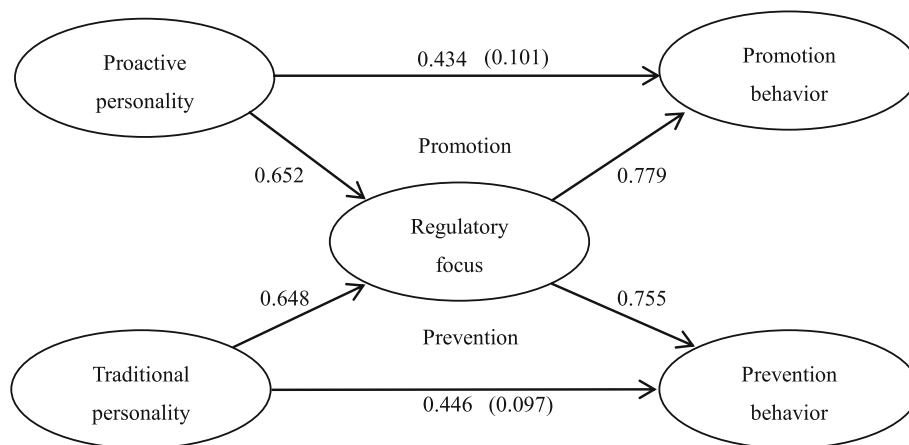 Proactive
personality
0.434 (0.101)
Promotion
behavior
Promotion
0.652
0.779
Regulatory
focus
0.648
0.755
Prevention
Traditional
personality
0.446 (0.097)
Prevention
behavior